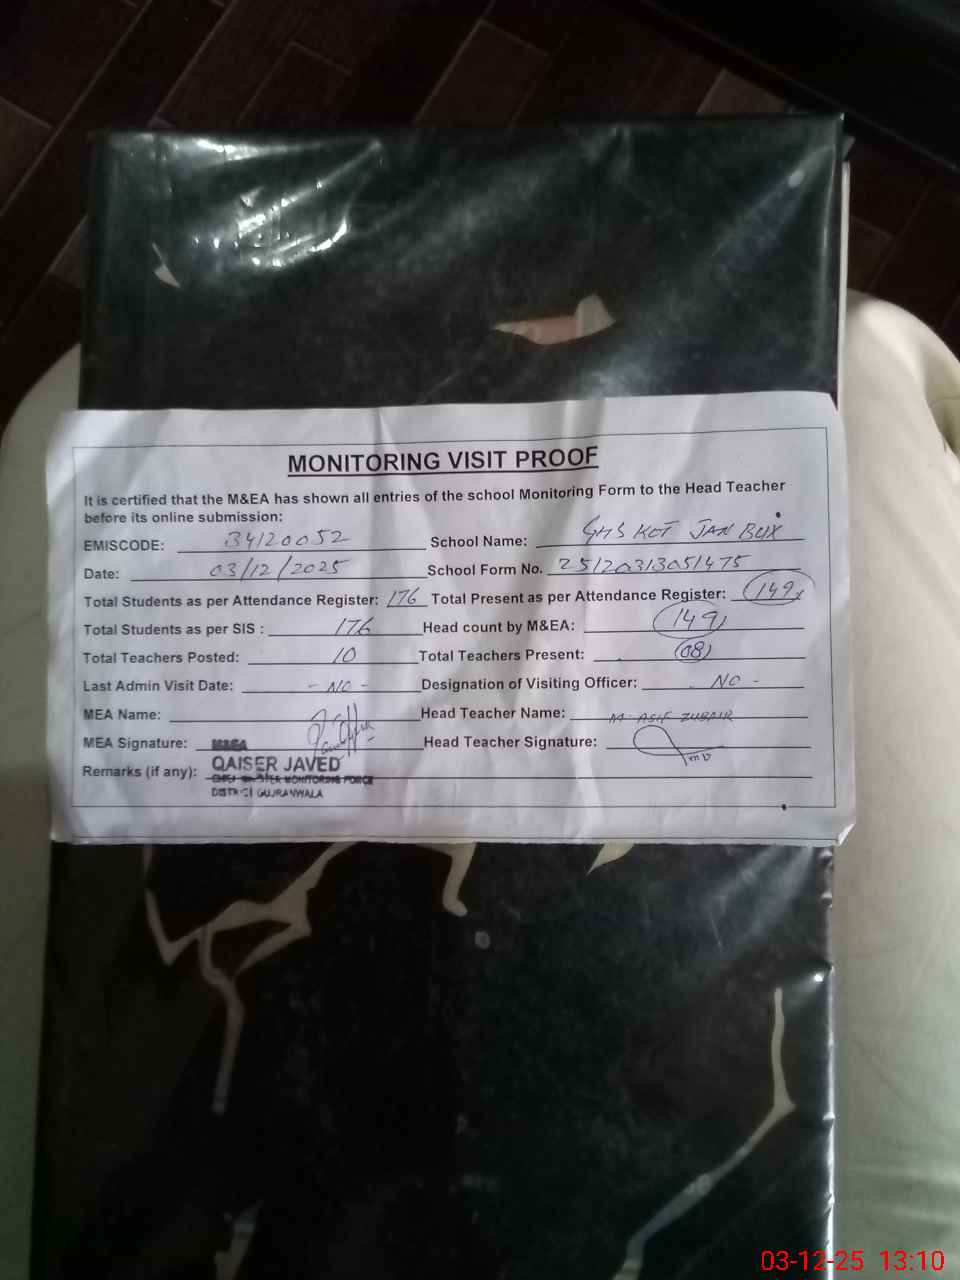 MONITORING VISIT PROOF
It is certified that the M&EA has shown all entries of the school Monitoring Form to the Head Teacher
before its online submission:
EMISCODE: 34120052 School Name: GHS KOT JAN BUX
Date: 03/12/2025 School Form No. 25120313051475
Total Students as per Attendance Register: 176 Total Present as per Attendance Register: 149
Total Students as per SIS : 176 Head count by M&EA: 149
Total Teachers Posted: 10 Total Teachers Present: 08
Last Admin Visit Date: - NO - Designation of Visiting Officer: NO -
MEA Name: Head Teacher Name: M. ASIF ZUBAIR
MEA Signature: M&EA Head Teacher Signature:
Remarks (if any): QAISER JAVED
MONITORING FORCE
DISTRICT GUJRANWALA
03-12-25 13:10